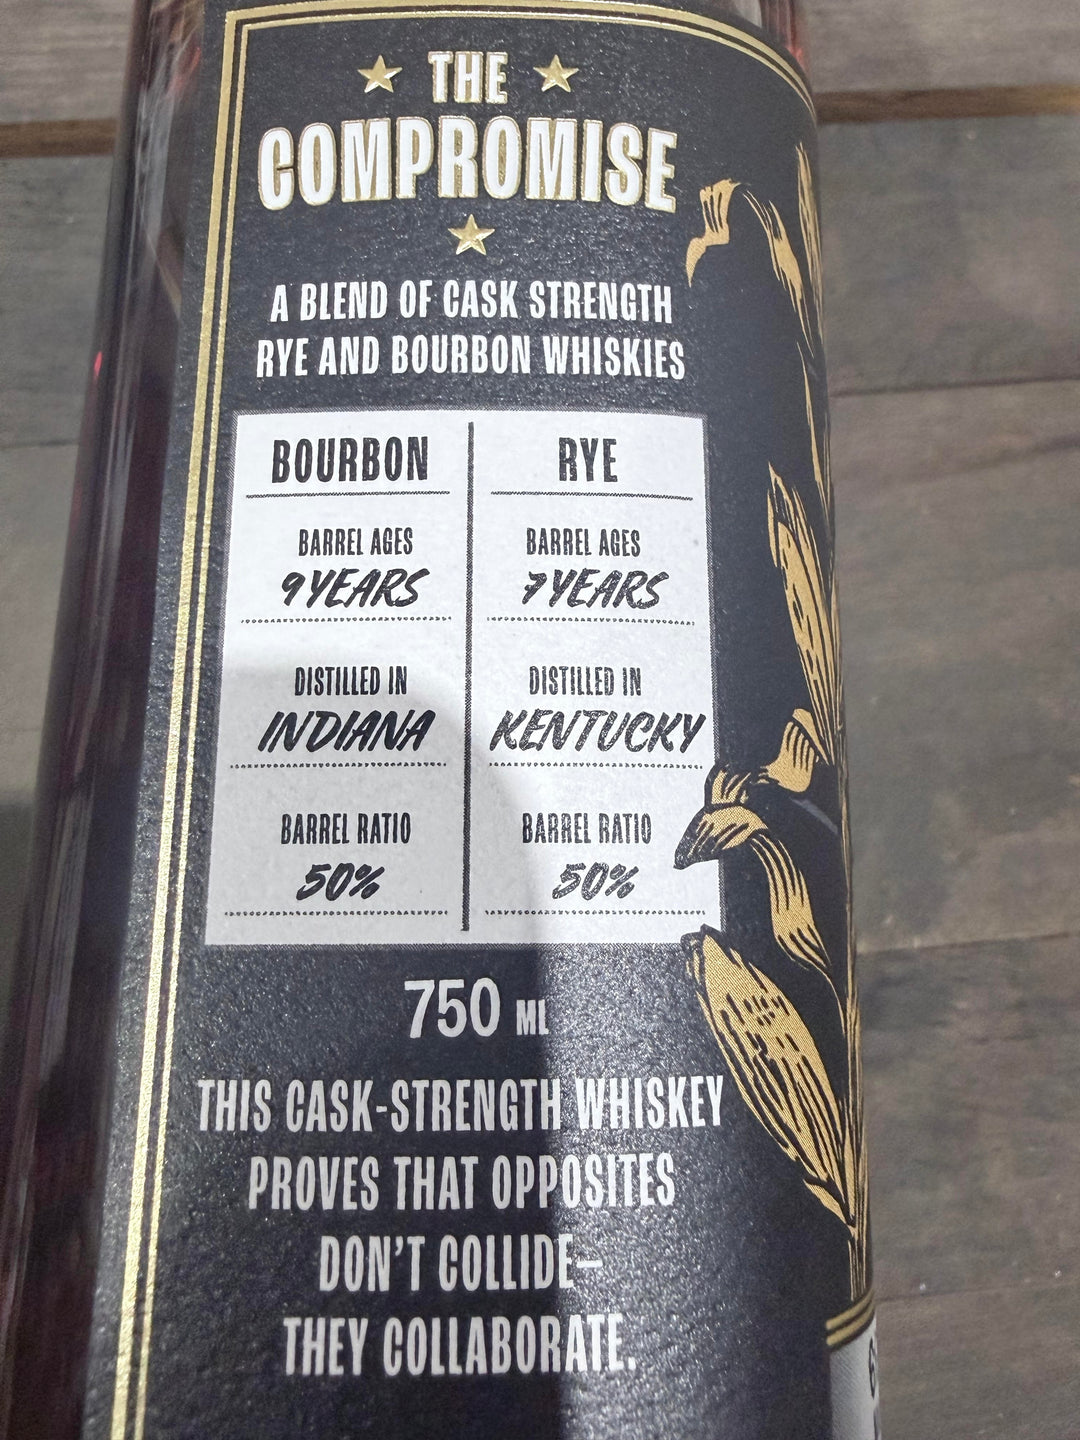 THE
COMPROMISE
A BLEND OF CASK STRENGTH
RYE AND BOURBON WHISKIES
BOURBON
RYE
BARREL AGES
9 YEARS
BARREL AGES
7 YEARS
DISTILLED IN
INDIANA
DISTILLED IN
KENTUCKY
BARREL RATIO
50%
BARREL RATIO
50%
750 ML
THIS CASK-STRENGTH WHISKEY
PROVES THAT OPPOSITES
DON'T COLLIDE—
THEY COLLABORATE.